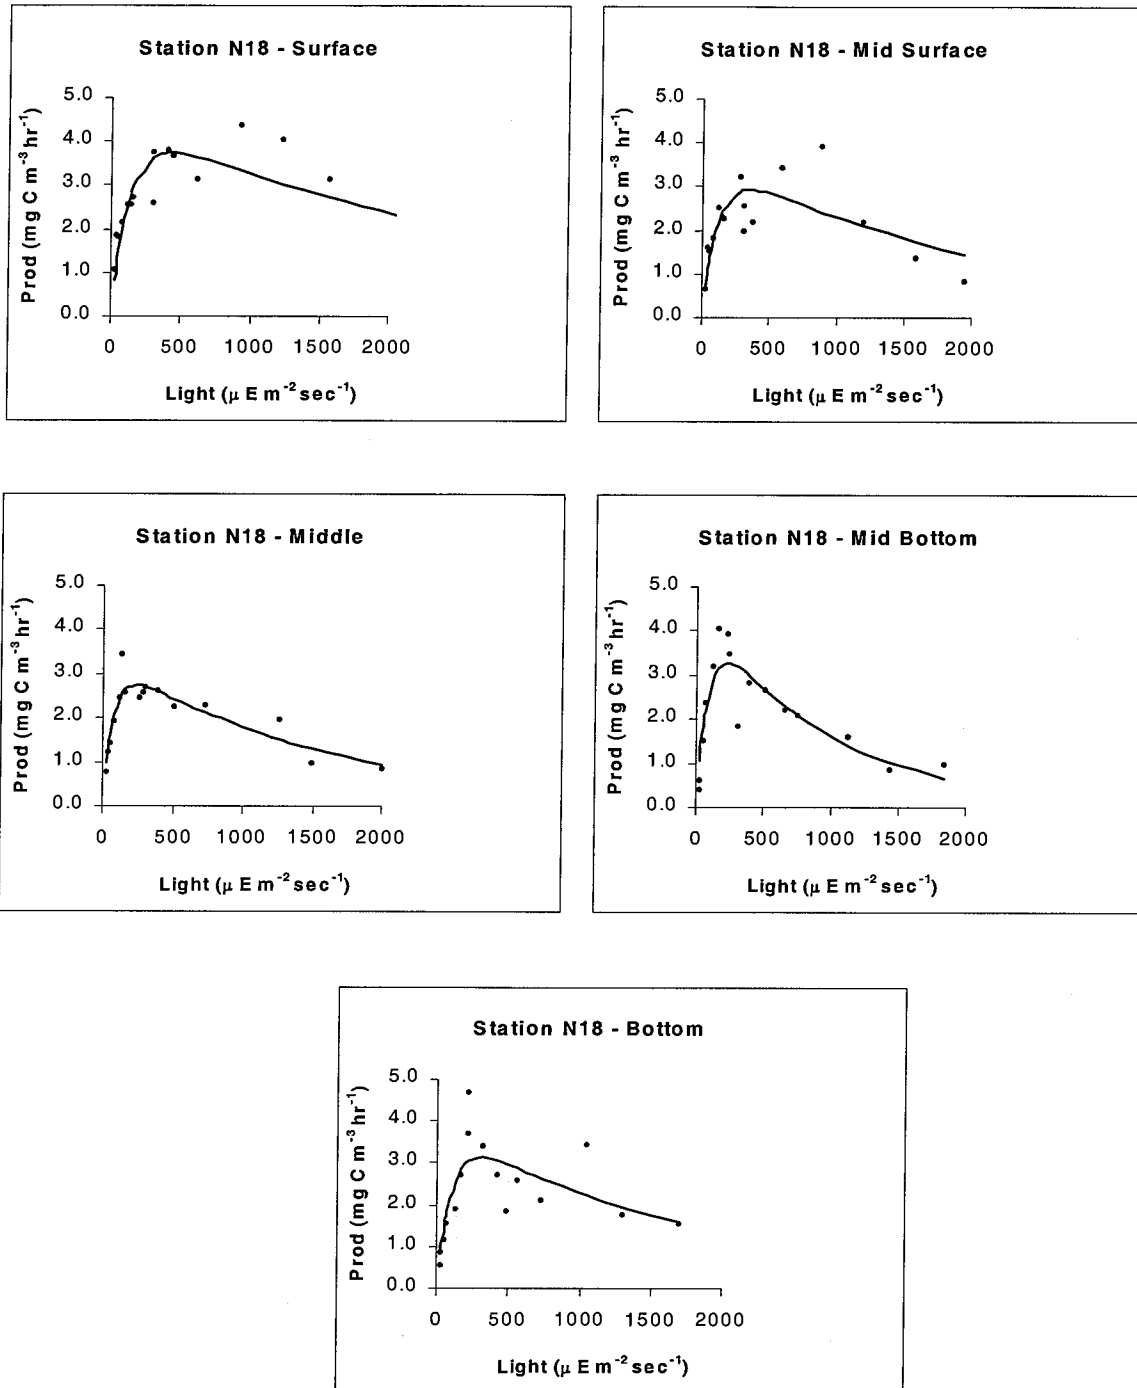 Station N18 - Surface
Prod (mg C m⁻³ hr⁻¹)
5.0
4.0
3.0
2.0
1.0
0.0
0 500 1000 1500 2000
Light (μ E m⁻² sec⁻¹)
Station N18 - Mid Surface
Prod (mg C m⁻³ hr⁻¹)
5.0
4.0
3.0
2.0
1.0
0.0
0 500 1000 1500 2000
Light (μ E m⁻² sec⁻¹)
Station N18 - Middle
Prod (mg C m⁻³ hr⁻¹)
5.0
4.0
3.0
2.0
1.0
0.0
0 500 1000 1500 2000
Light (μ E m⁻² sec⁻¹)
Station N18 - Mid Bottom
Prod (mg C m⁻³ hr⁻¹)
5.0
4.0
3.0
2.0
1.0
0.0
0 500 1000 1500 2000
Light (μ E m⁻² sec⁻¹)
Station N18 - Bottom
Prod (mg C m⁻³ hr⁻¹)
5.0
4.0
3.0
2.0
1.0
0.0
0 500 1000 1500 2000
Light (μ E m⁻² sec⁻¹)